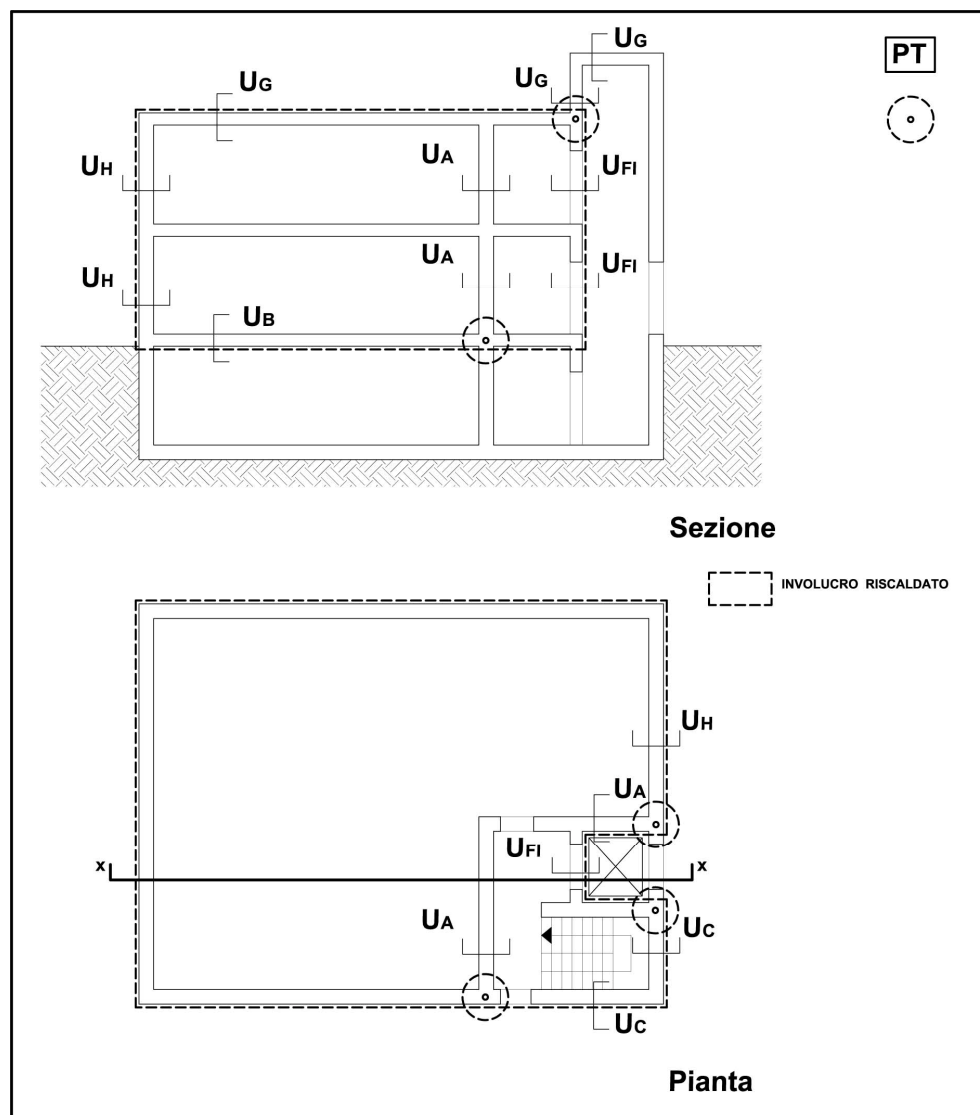 UG
PT
UG
UG
UH
UA
UFI
UA
UFI
UH
UB
Sezione
INVOLUCRO RISCALDATO
UH
UA
UFI
x
x
UA
UC
UC
Pianta